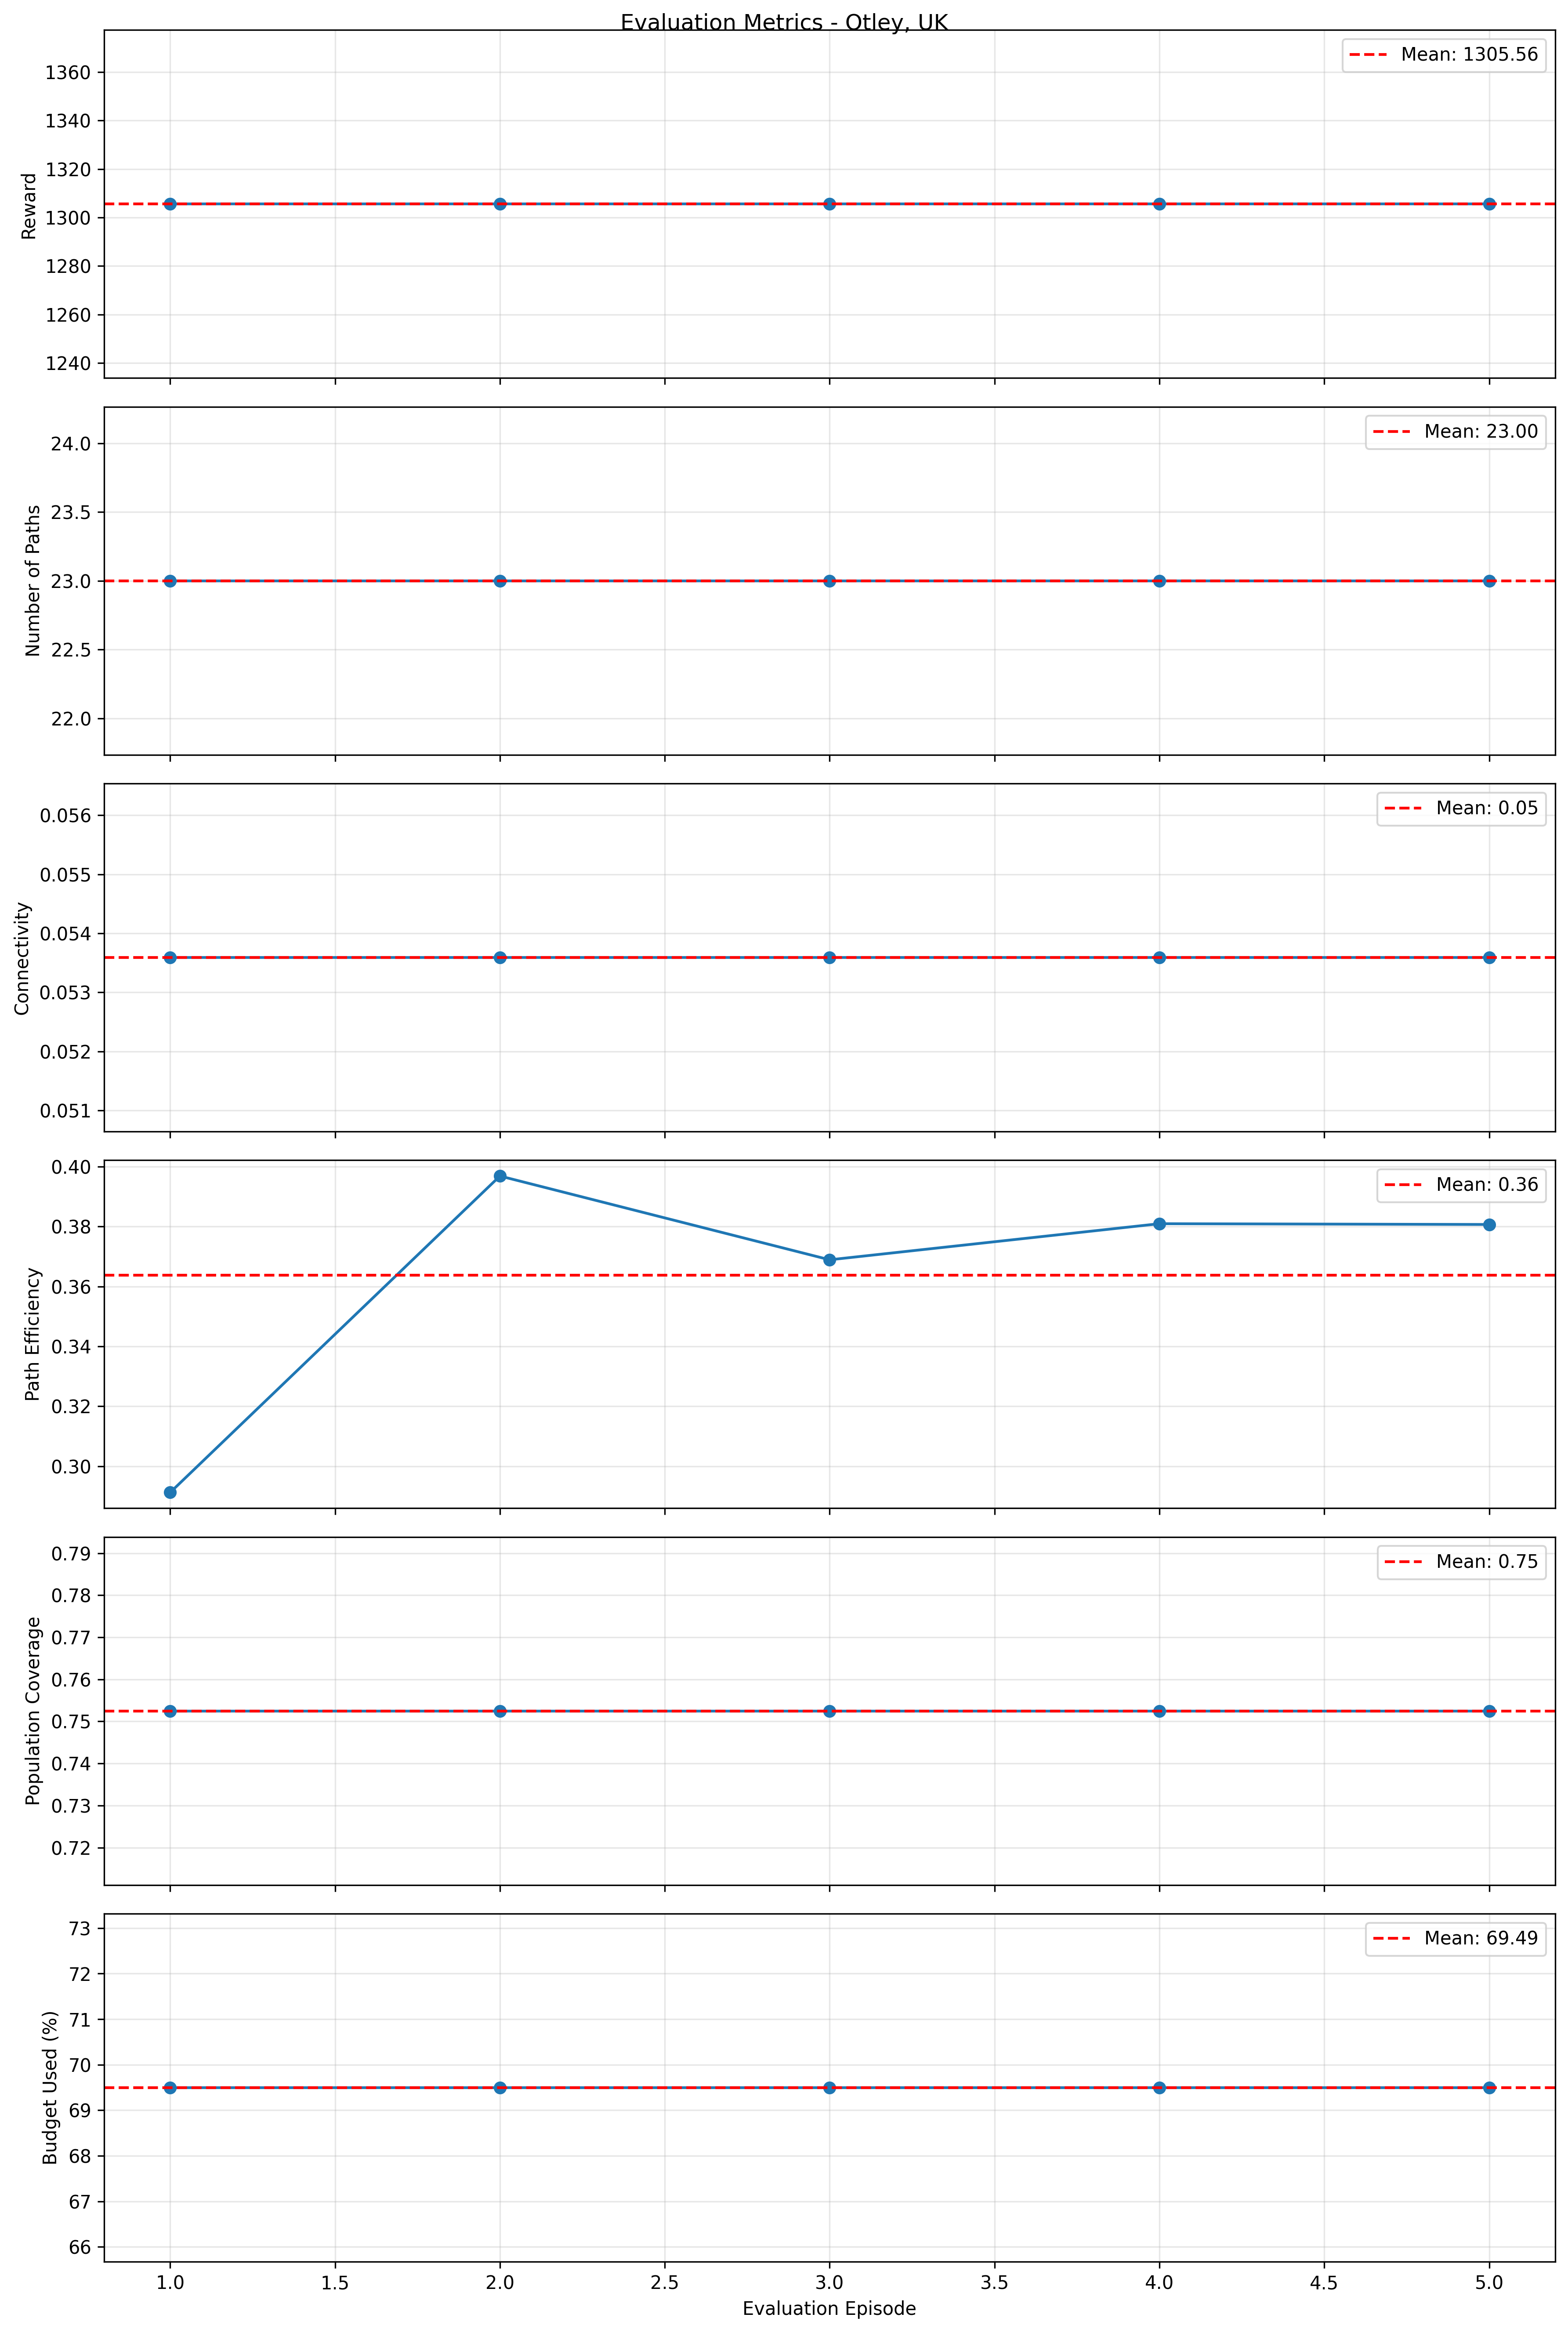 Evaluation Metrics - Otley, UK
Mean: 1305.56
1360
1340
1320
1300
1280
1260
1240
Reward
Mean: 23.00
24.0
23.5
23.0
22.5
22.0
Number of Paths
Mean: 0.05
0.056
0.055
0.054
0.053
0.052
0.051
Connectivity
Mean: 0.36
0.40
0.38
0.36
0.34
0.32
0.30
Path Efficiency
Mean: 0.75
0.79
0.78
0.77
0.76
0.75
0.74
0.73
0.72
Population Coverage
Mean: 69.49
73
72
71
70
69
68
67
66
Budget Used (%)
1.0 1.5 2.0 2.5 3.0 3.5 4.0 4.5 5.0
Evaluation Episode